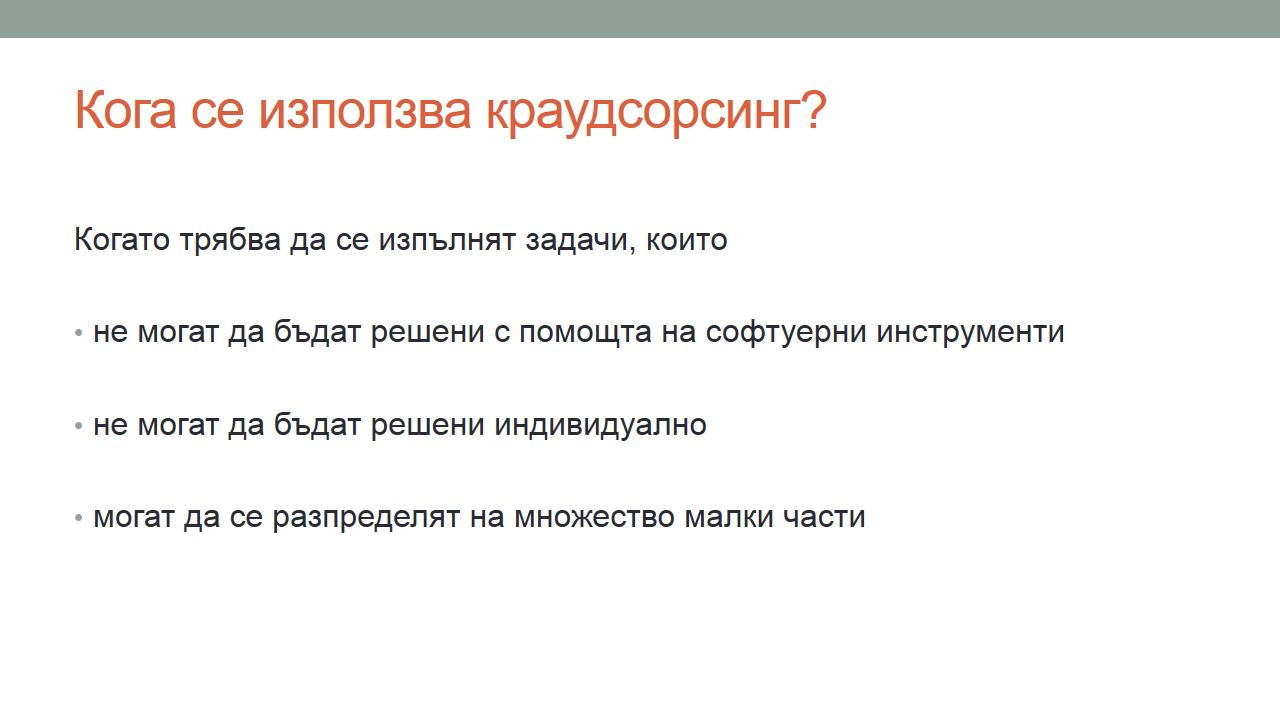 Кога се използва краудсорсинг?
Когато трябва да се изпълнят задачи, които
• не могат да бъдат решени с помощта на софтуерни инструменти
• не могат да бъдат решени индивидуално
• могат да се разпределят на множество малки части